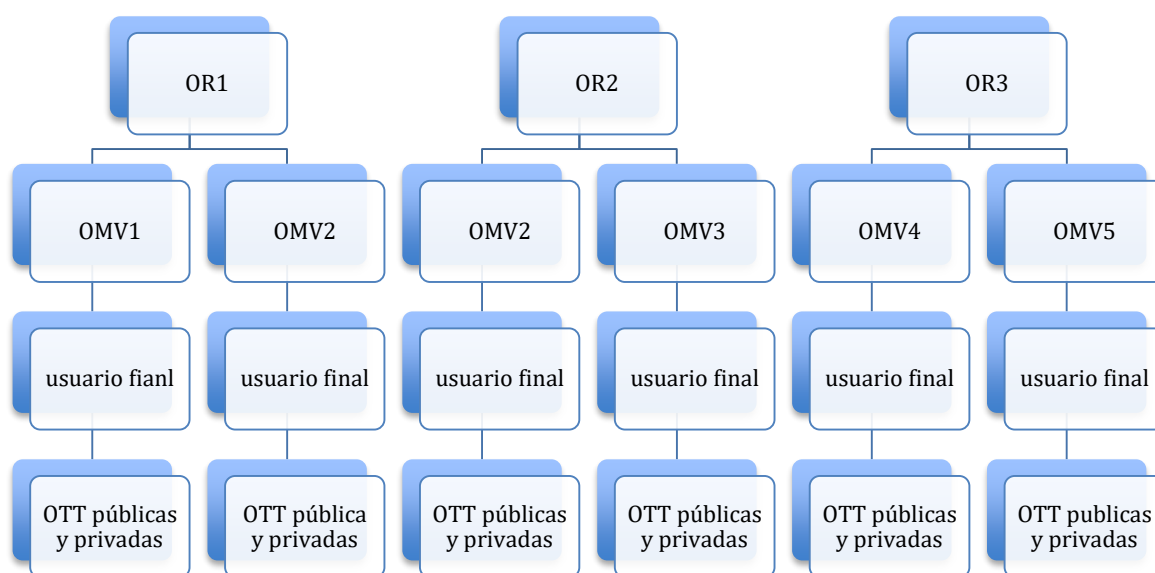 OR1
OR2
OR3
OMV1
OMV2
OMV2
OMV3
OMV4
OMV5
usuario fianl
usuario final
usuario final
usuario final
usuario final
usuario final
OTT públicas
y privadas
OTT pública
y privadas
OTT públicas
y privadas
OTT públicas
y privadas
OTT públicas
y privadas
OTT publicas
y privadas